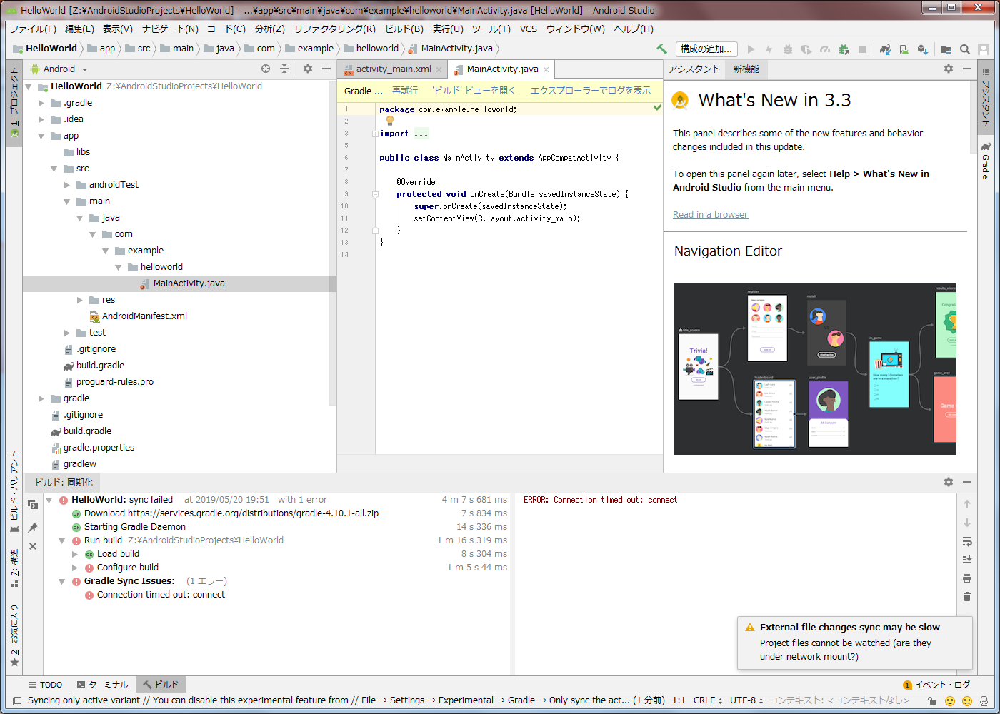 HelloWorld [Z:¥AndroidStudioProjects¥HelloWorld] - ...¥app¥src¥main¥java¥com¥example¥helloworld¥MainActivity.java [HelloWorld] - Android Studio
ファイル(F) 編集(E) 表示(V) ナビゲート(N) コード(C) 分析(Z) リファクタリング(R) ビルド(B) 実行(U) ツール(T) VCS ウィンドウ(W) ヘルプ(H)
HelloWorld app src main java com example helloworld MainActivity.java 構成の追加...
1: プロジェクト
ビルド・バリアント
7: 構造
2: お気に入り
Android
HelloWorld Z:¥AndroidStudioProjects¥HelloWorld
.gradle
.idea
app
libs
src
androidTest
main
java
com
example
helloworld
MainActivity.java
res
AndroidManifest.xml
test
.gitignore
build.gradle
proguard-rules.pro
gradle
.gitignore
build.gradle
gradle.properties
gradlew
activity_main.xml MainActivity.java
Gradle ... 再試行 'ビルド' ビューを開く エクスプローラーでログを表示
1 package com.example.helloworld;
2
3 import ...
5
6 public class MainActivity extends AppCompatActivity {
7
8 @Override
9 protected void onCreate(Bundle savedInstanceState) {
10 super.onCreate(savedInstanceState);
11 setContentView(R.layout.activity_main);
12 }
13 }
14
アシスタント 新機能
What's New in 3.3
This panel describes some of the new features and behavior
changes included in this update.
To open this panel again later, select Help > What's New in
Android Studio from the main menu.
Read in a browser
Navigation Editor
register
match
results_winner
title_screen
Trivia!
in_game
How many kilometers are in a marathon?
leaderboard
user_profile
game_over
アシスタント
Gradle
ビルド: 同期化
HelloWorld: sync failed at 2019/05/20 19:51 with 1 error 4 m 7 s 681 ms
Download https://services.gradle.org/distributions/gradle-4.10.1-all.zip 7 s 834 ms
Starting Gradle Daemon 14 s 336 ms
Run build Z:¥AndroidStudioProjects¥HelloWorld 1 m 16 s 319 ms
Load build 8 s 304 ms
Configure build 1 m 5 s 44 ms
Gradle Sync Issues: (1 エラー)
Connection timed out: connect
ERROR: Connection timed out: connect
External file changes sync may be slow
Project files cannot be watched (are they
under network mount?)
TODO ターミナル ビルド 1 イベント・ログ
Syncing only active variant // You can disable this experimental feature from // File → Settings → Experimental → Gradle → Only sync the act... (1 分前) 1:1 CRLF UTF-8 コンテキスト: <コンテキストなし>